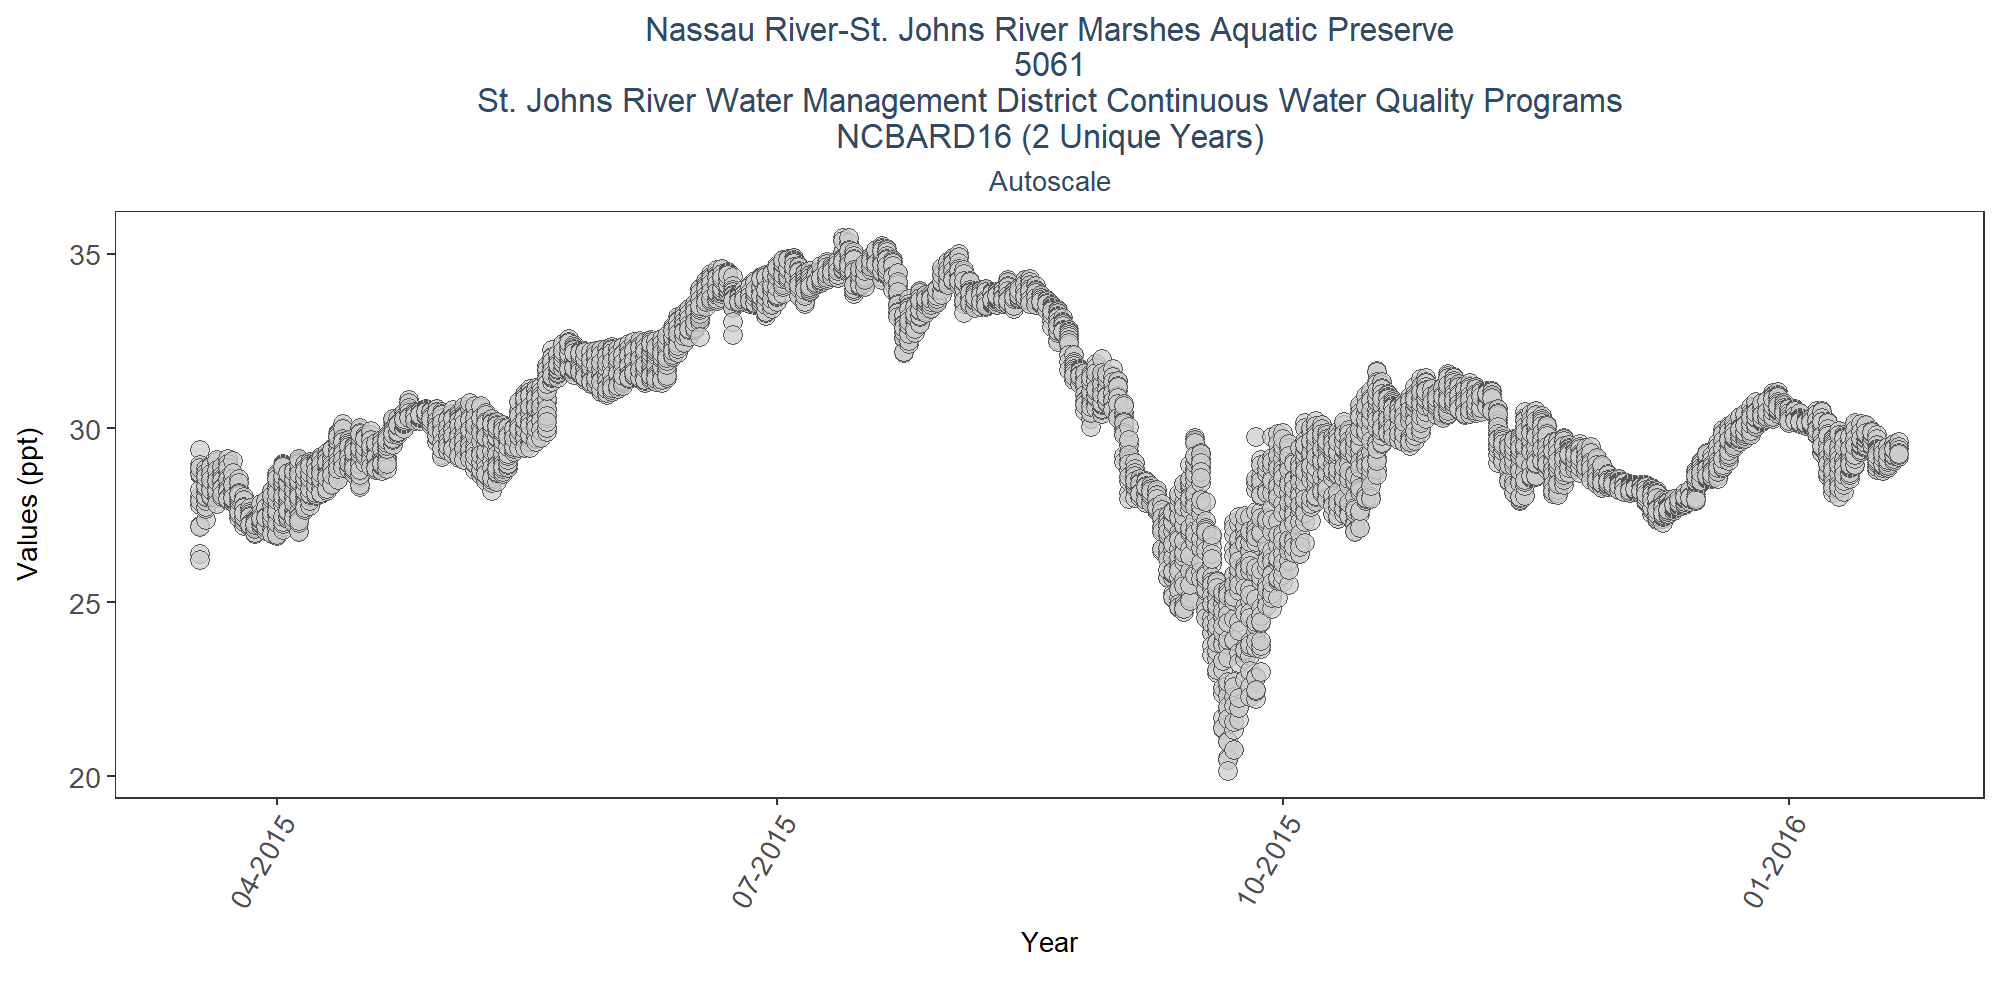 Nassau River-St. Johns River Marshes Aquatic Preserve
5061
St. Johns River Water Management District Continuous Water Quality Programs
NCBARD16 (2 Unique Years)
Autoscale
Values (ppt)
35
30
25
20
04-2015
07-2015
10-2015
01-2016
Year